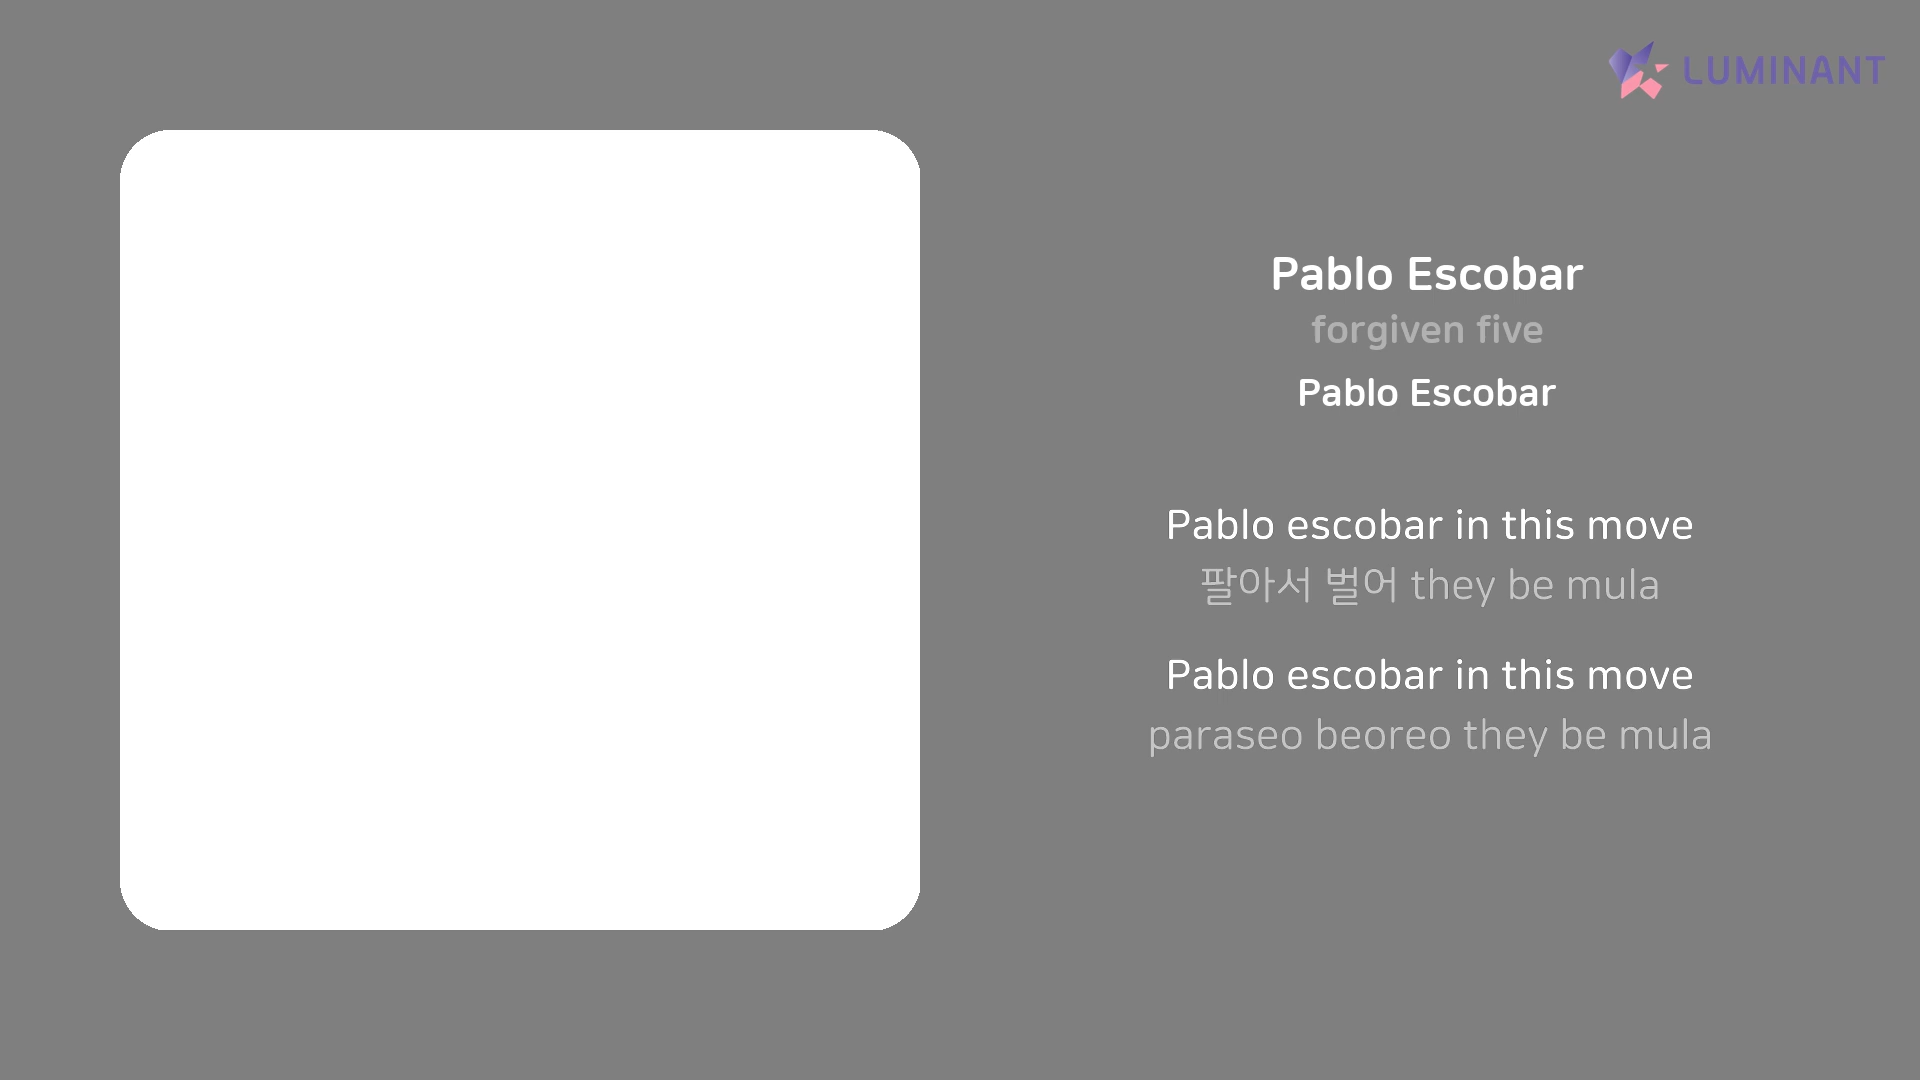 LUMINANT
Pablo Escobar
forgiven five
Pablo Escobar
Pablo escobar in this move
팔아서 벌어 they be mula
Pablo escobar in this move
paraseo beoreo they be mula